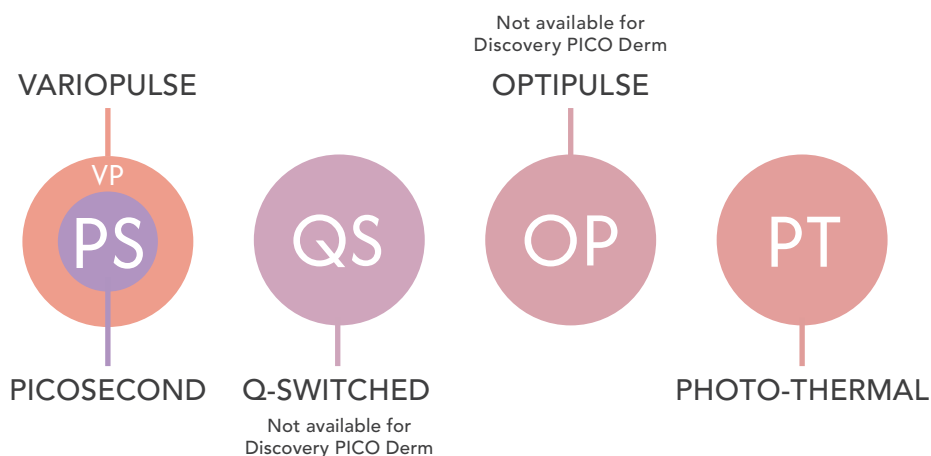 Not available for
Discovery PICO Derm
VARIOPULSE
OPTIPULSE
VP
PS
QS
OP
PT
PICOSECOND
Q-SWITCHED
PHOTO-THERMAL
Not available for
Discovery PICO Derm